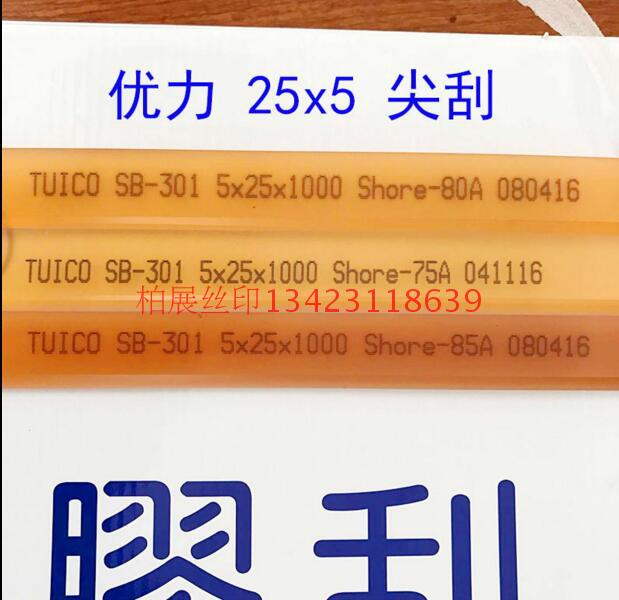 优力 25x5 尖刮
TUICO SB-301 5x25x1000 Shore-80A 080416
TUICO SB-301 5x25x1000 Shore-75A 041116
柏展丝印13423118639
TUICO SB-301 5x25x1000 Shore-85A 080416
膠刮